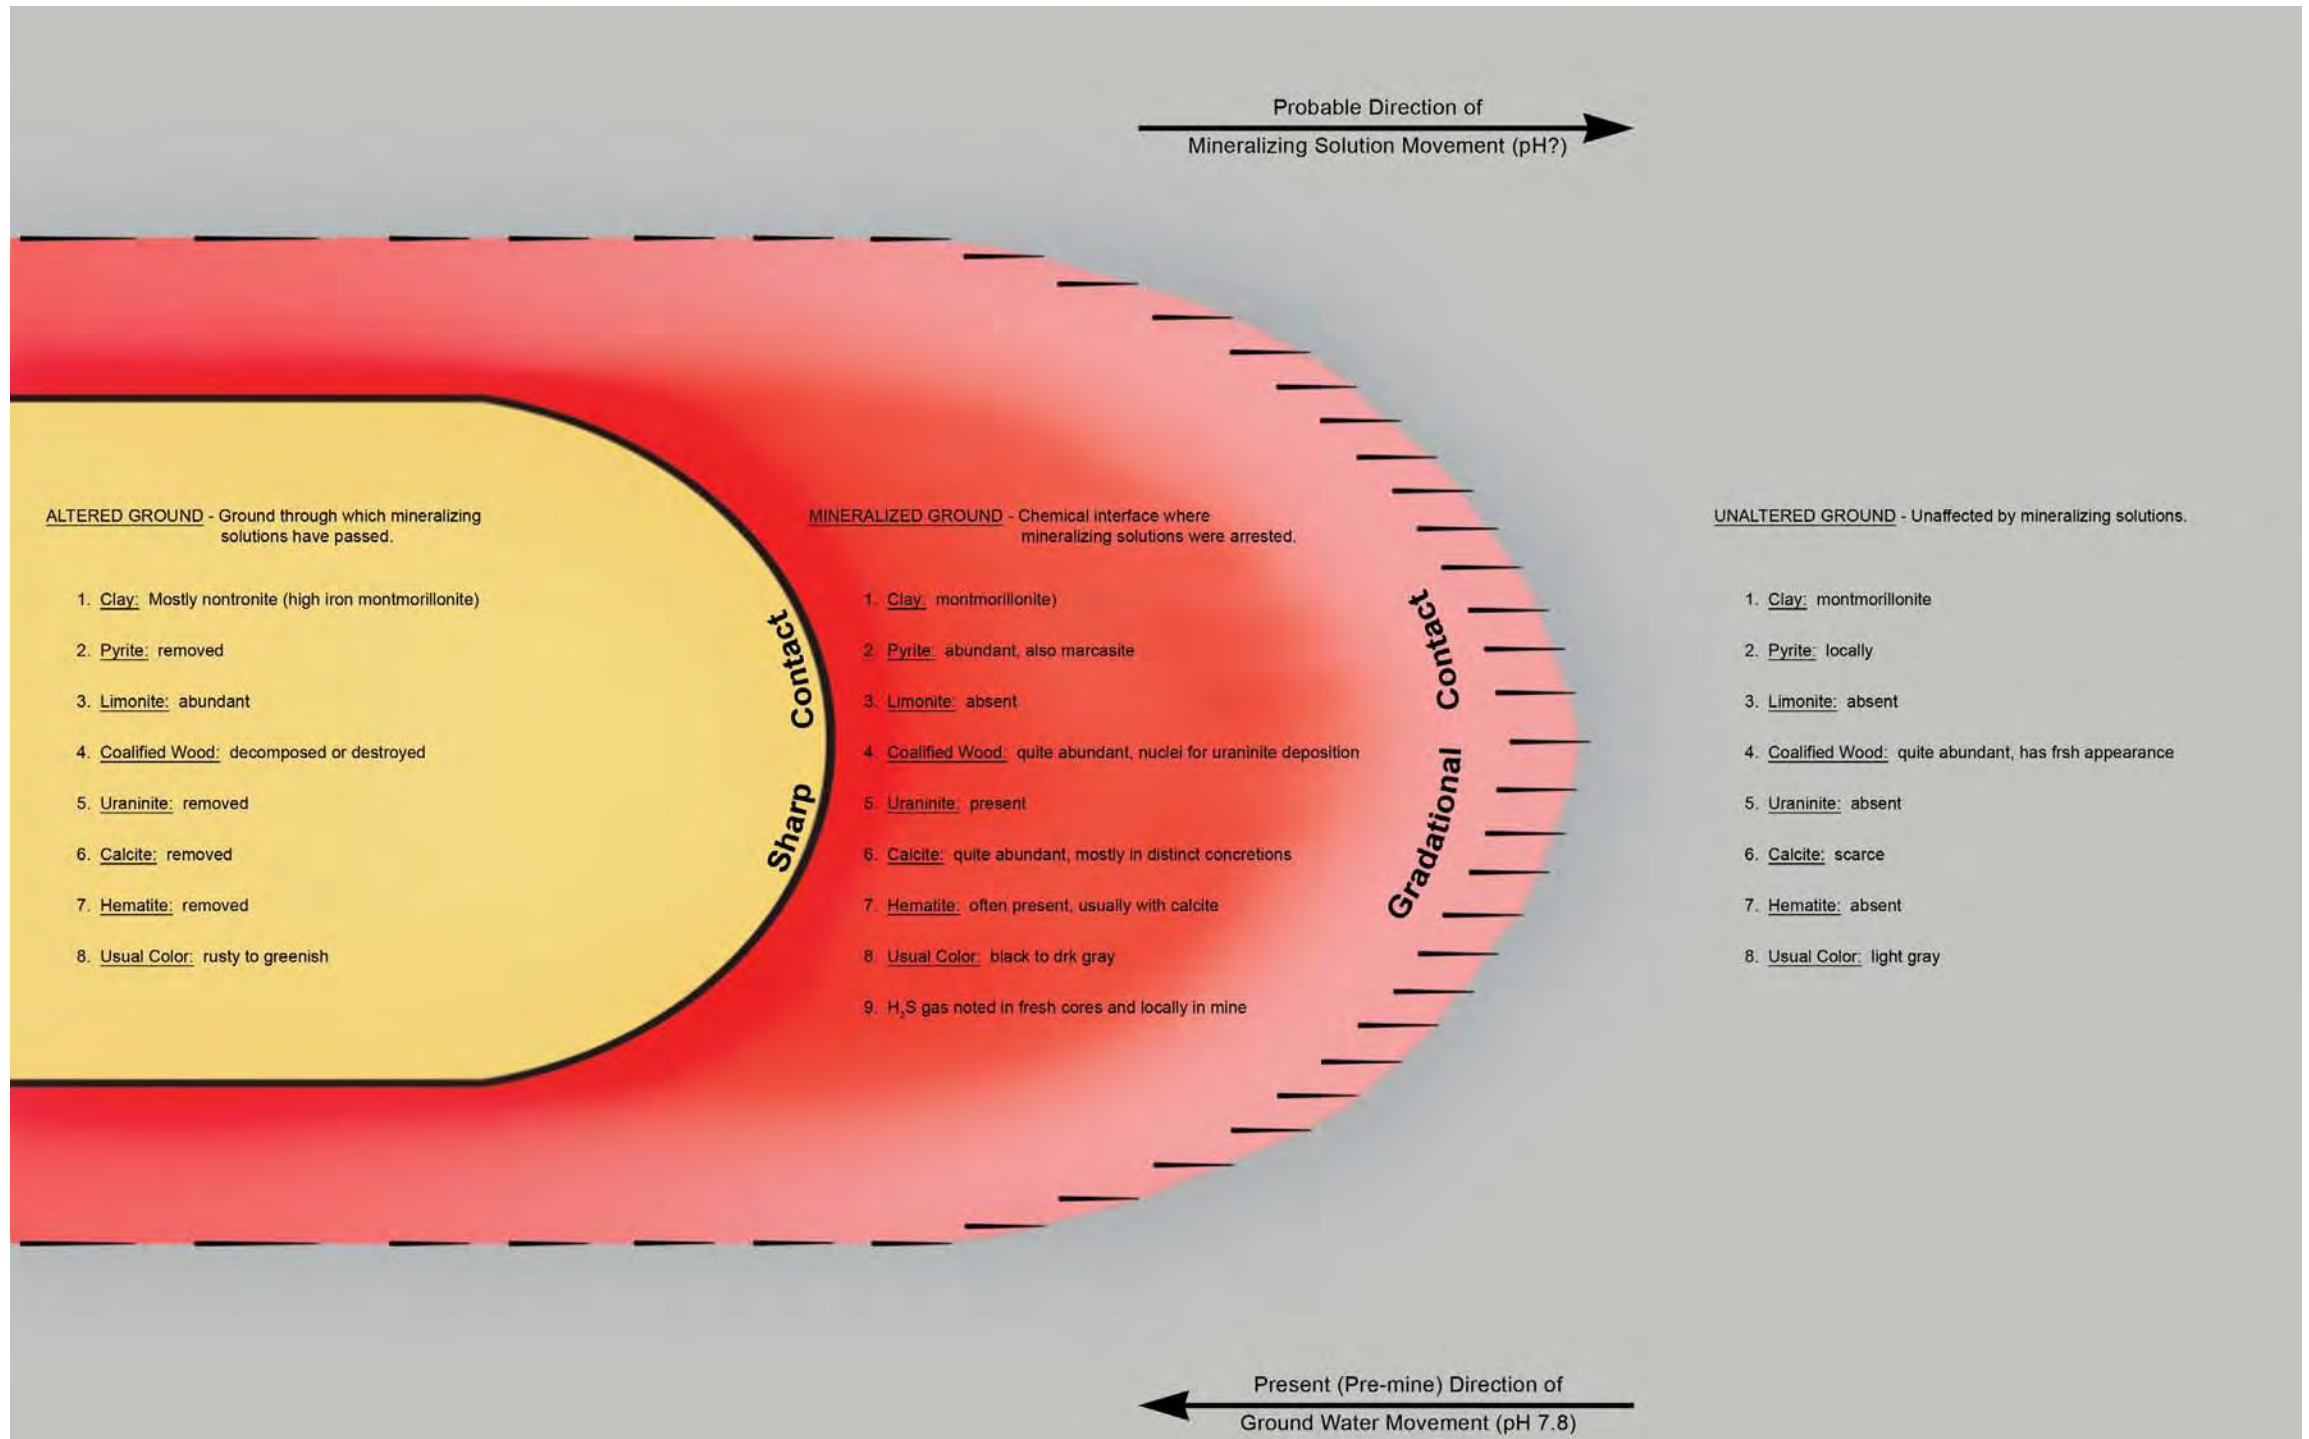 Probable Direction of
Mineralizing Solution Movement (pH?)
ALTERED GROUND - Ground through which mineralizing
solutions have passed.
1. Clay: Mostly nontronite (high iron montmorillonite)
2. Pyrite: removed
3. Limonite: abundant
4. Coalified Wood: decomposed or destroyed
5. Uraninite: removed
6. Calcite: removed
7. Hematite: removed
8. Usual Color: rusty to greenish
Sharp Contact
MINERALIZED GROUND - Chemical interface where
mineralizing solutions were arrested.
1. Clay: montmorillonite)
2. Pyrite: abundant, also marcasite
3. Limonite: absent
4. Coalified Wood: quite abundant, nuclei for uraninite deposition
5. Uraninite: present
6. Calcite: quite abundant, mostly in distinct concretions
7. Hematite: often present, usually with calcite
8. Usual Color: black to drk gray
9. H₂S gas noted in fresh cores and locally in mine
Gradational Contact
UNALTERED GROUND - Unaffected by mineralizing solutions.
1. Clay: montmorillonite
2. Pyrite: locally
3. Limonite: absent
4. Coalified Wood: quite abundant, has frsh appearance
5. Uraninite: absent
6. Calcite: scarce
7. Hematite: absent
8. Usual Color: light gray
Present (Pre-mine) Direction of
Ground Water Movement (pH 7.8)